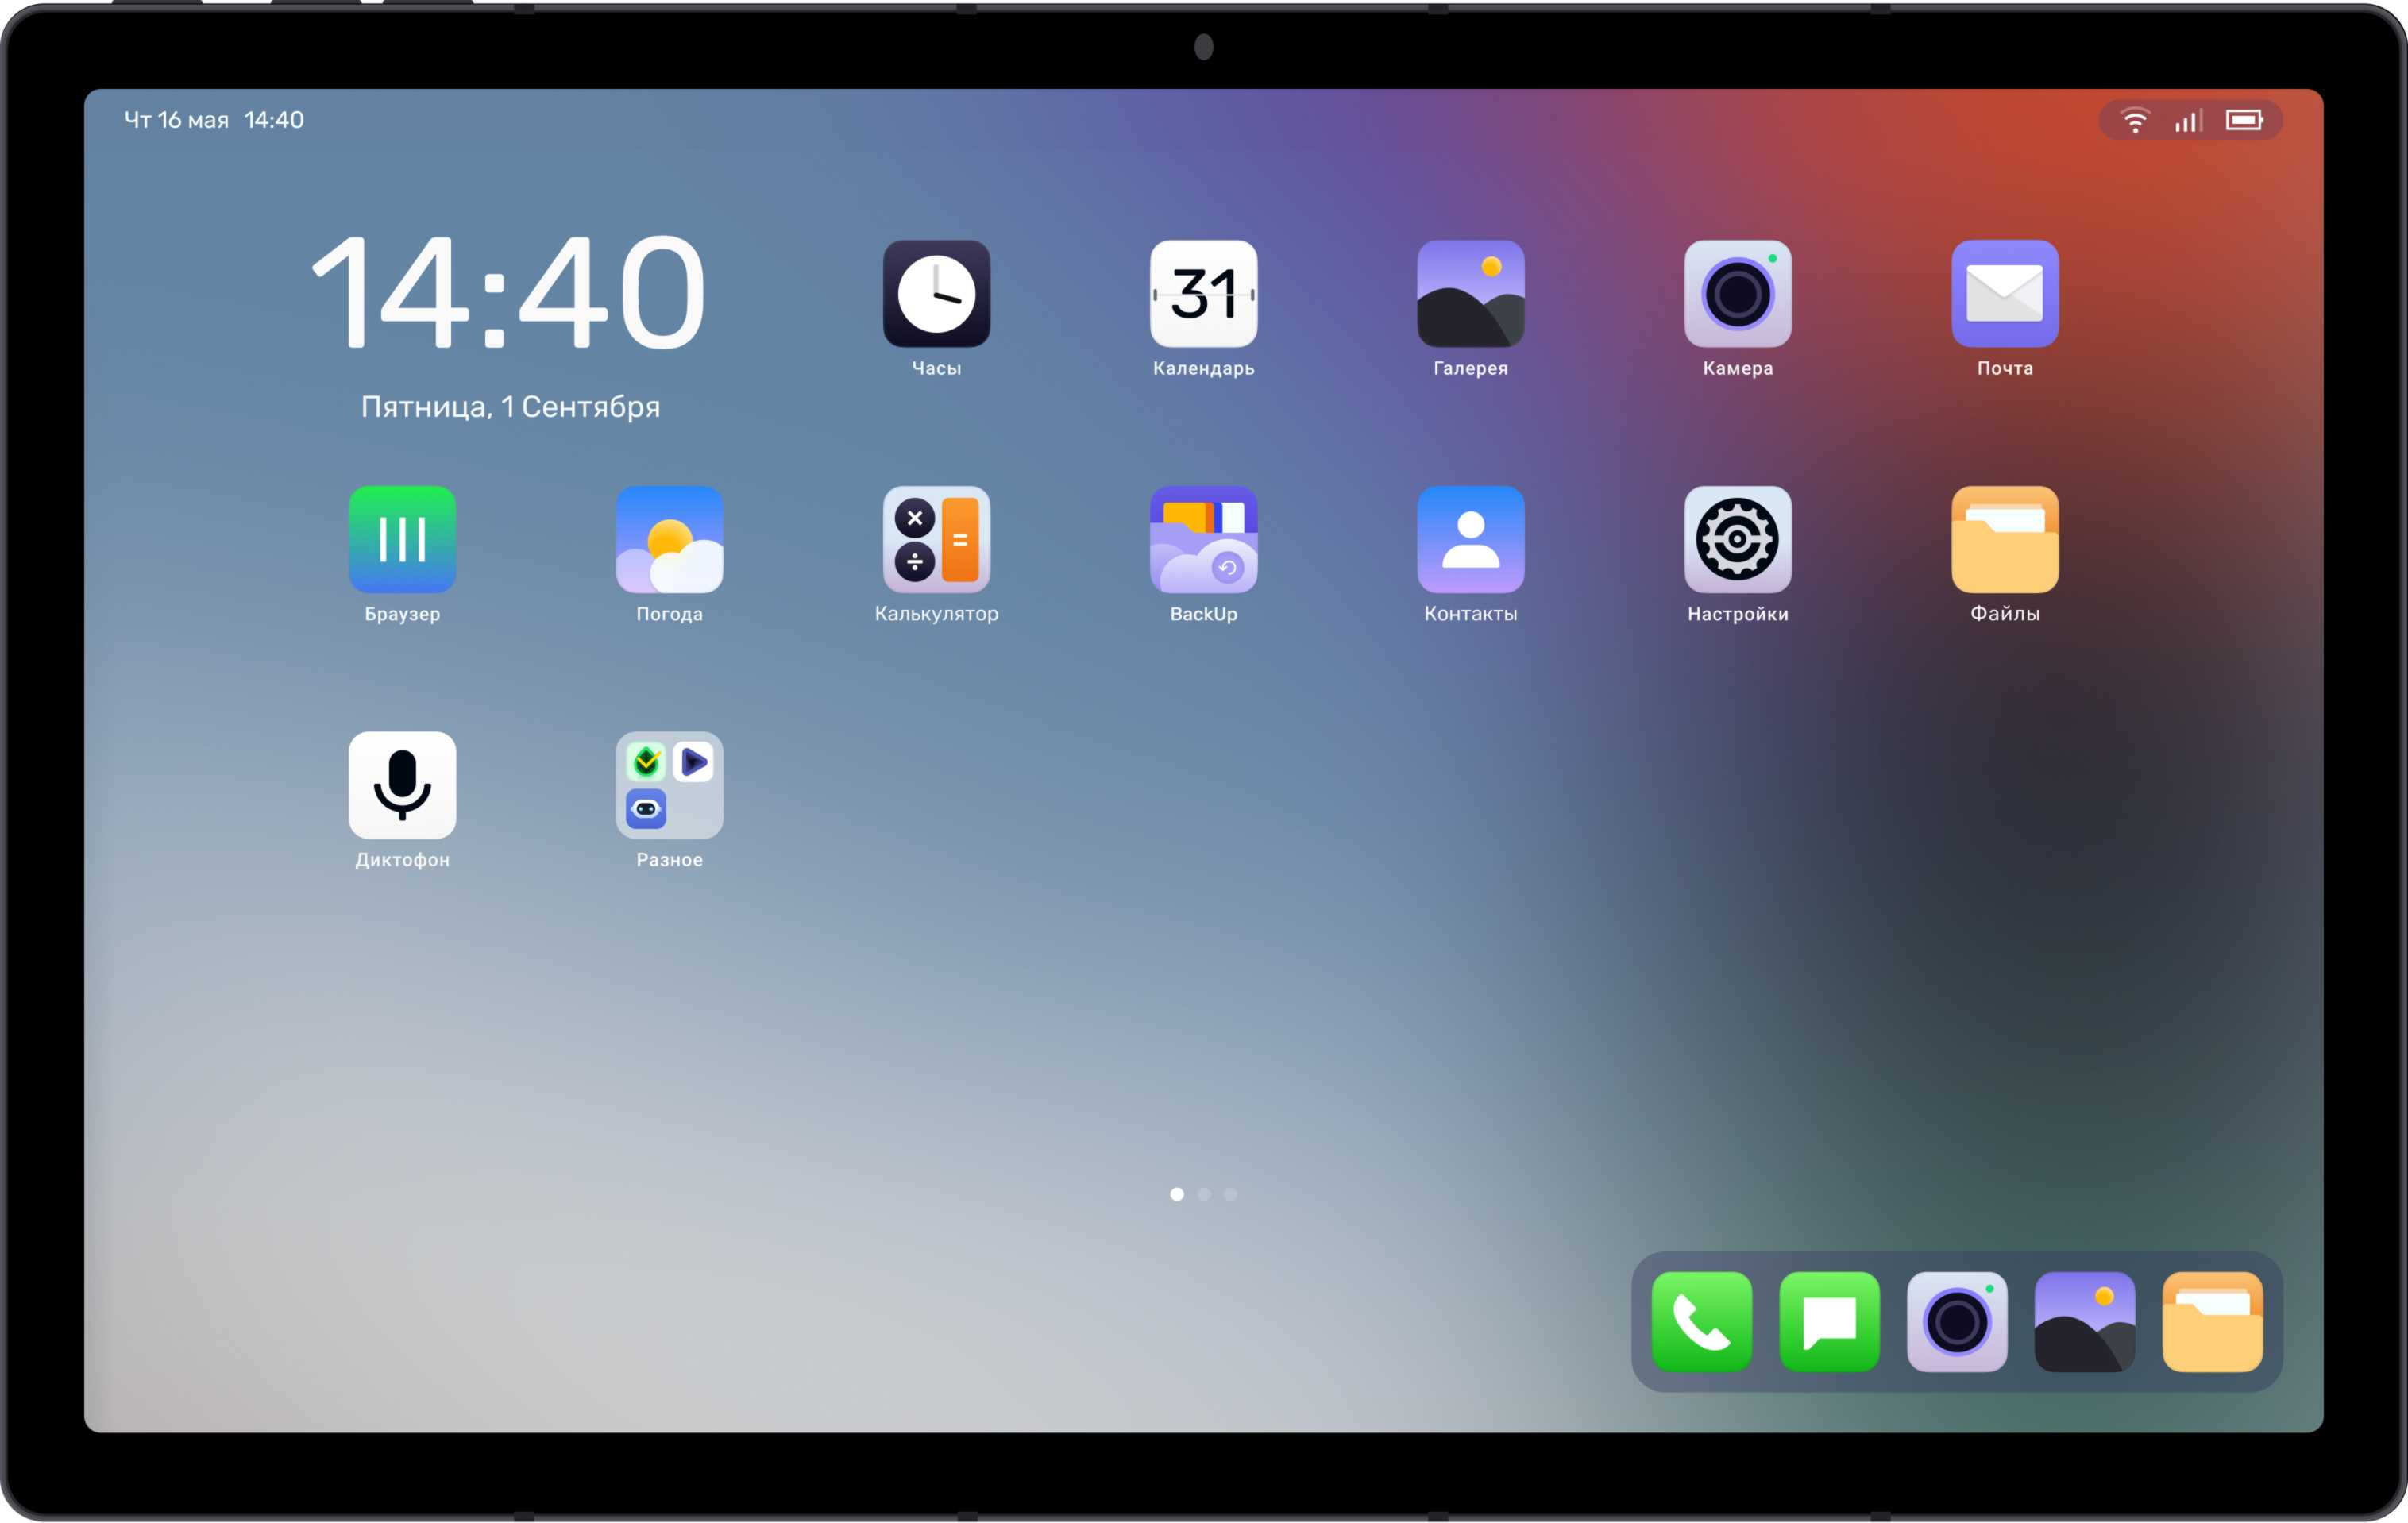 Чт 16 мая 14:40
14:40
Пятница, 1 Сентября
Часы
31
Календарь
Галерея
Камера
Почта
Браузер
Погода
Калькулятор
BackUp
Контакты
Настройки
Файлы
Диктофон
Разное